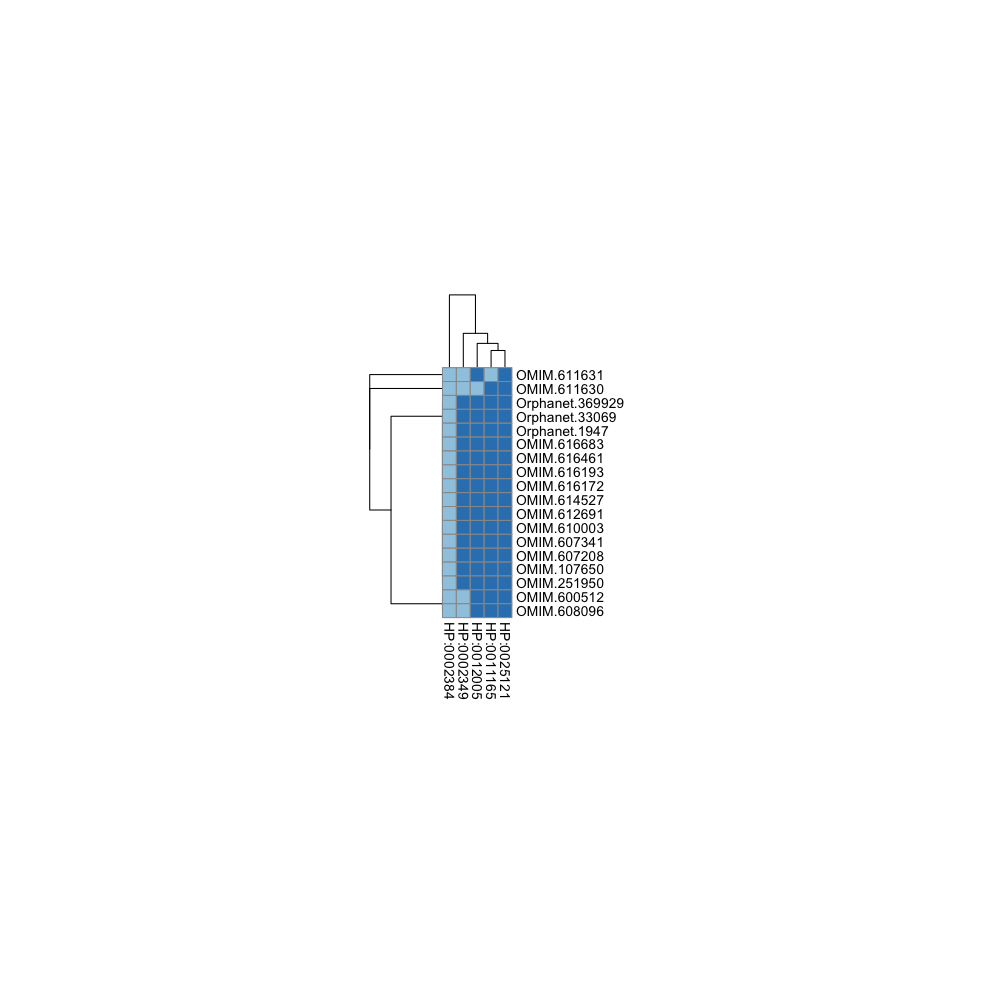 OMIM.611631
OMIM.611630
Orphanet.369929
Orphanet.33069
Orphanet.1947
OMIM.616683
OMIM.616461
OMIM.616193
OMIM.616172
OMIM.614527
OMIM.612691
OMIM.610003
OMIM.607341
OMIM.607208
OMIM.107650
OMIM.251950
OMIM.600512
OMIM.608096
HP:0002384
HP:0002349
HP:0012005
HP:0011165
HP:0025121